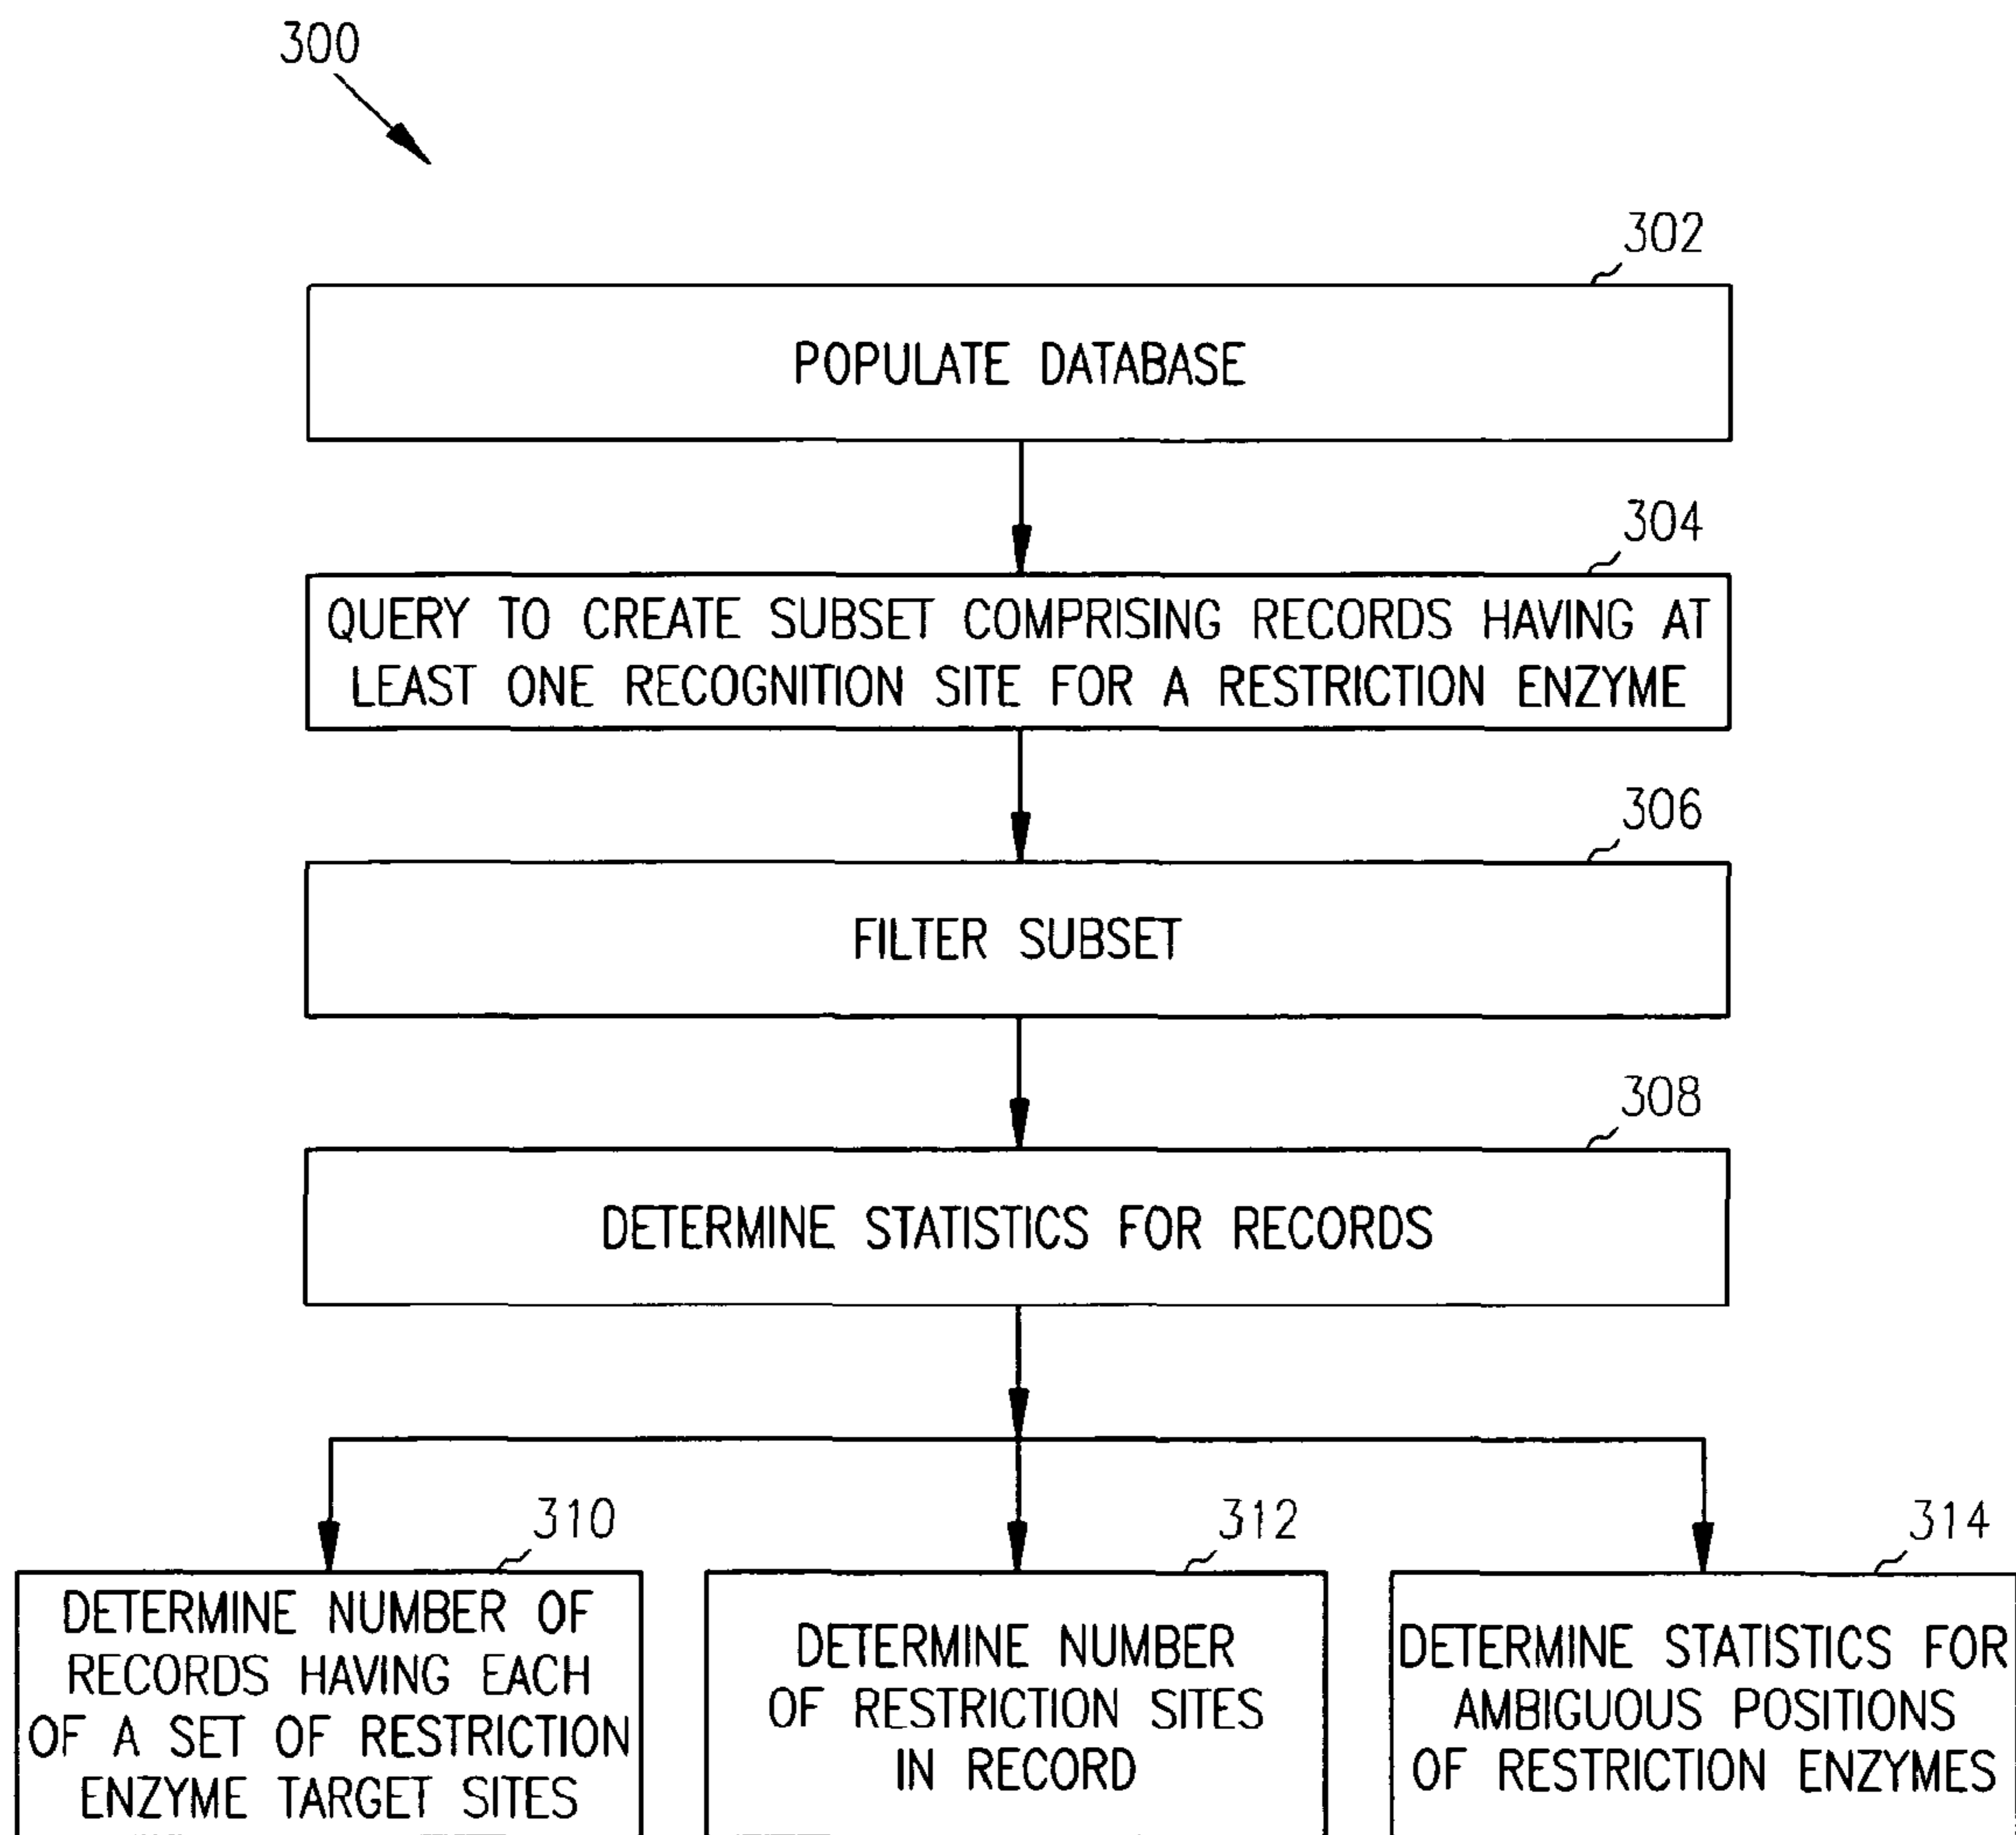 300
302
POPULATE DATABASE
304
QUERY TO CREATE SUBSET COMPRISING RECORDS HAVING AT
LEAST ONE RECOGNITION SITE FOR A RESTRICTION ENZYME
306
FILTER SUBSET
308
DETERMINE STATISTICS FOR RECORDS
310
DETERMINE NUMBER OF
RECORDS HAVING EACH
OF A SET OF RESTRICTION
ENZYME TARGET SITES
312
DETERMINE NUMBER
OF RESTRICTION SITES
IN RECORD
314
DETERMINE STATISTICS FOR
AMBIGUOUS POSITIONS
OF RESTRICTION ENZYMES